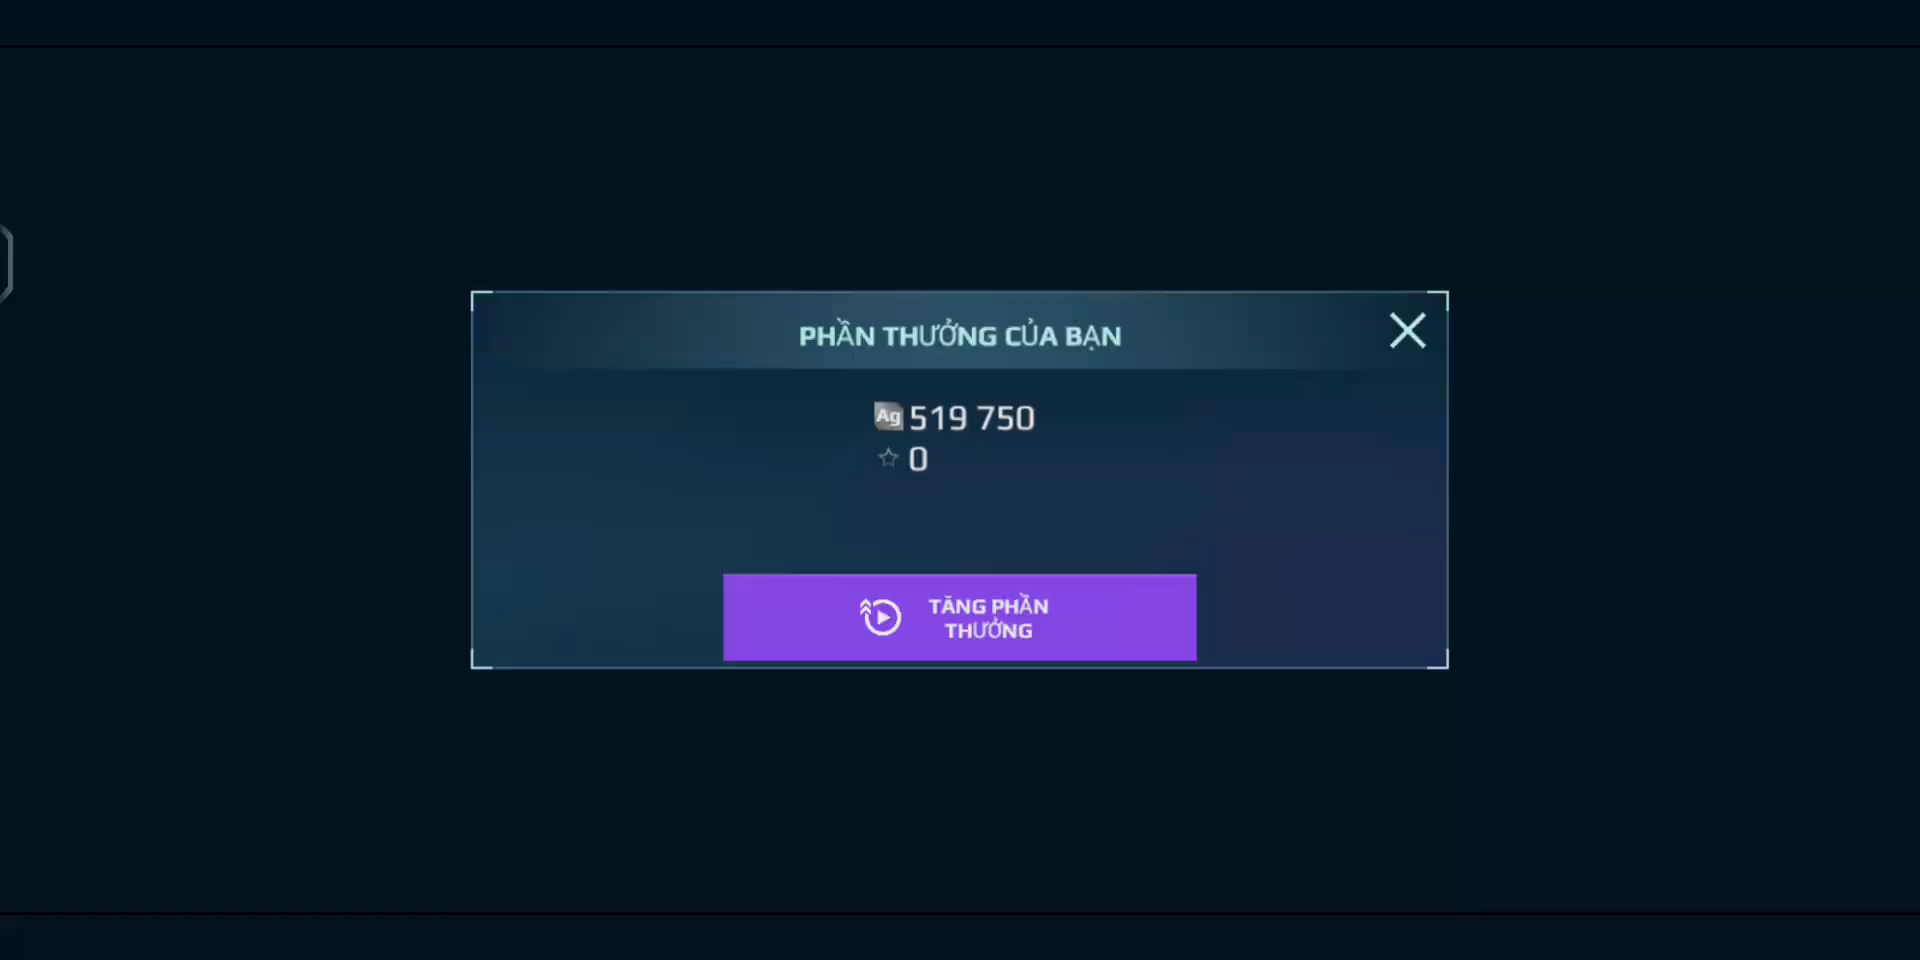 PHẦN THƯỞNG CỦA BẠN
Ag 519 750
0
TĂNG PHẦN
THƯỞNG